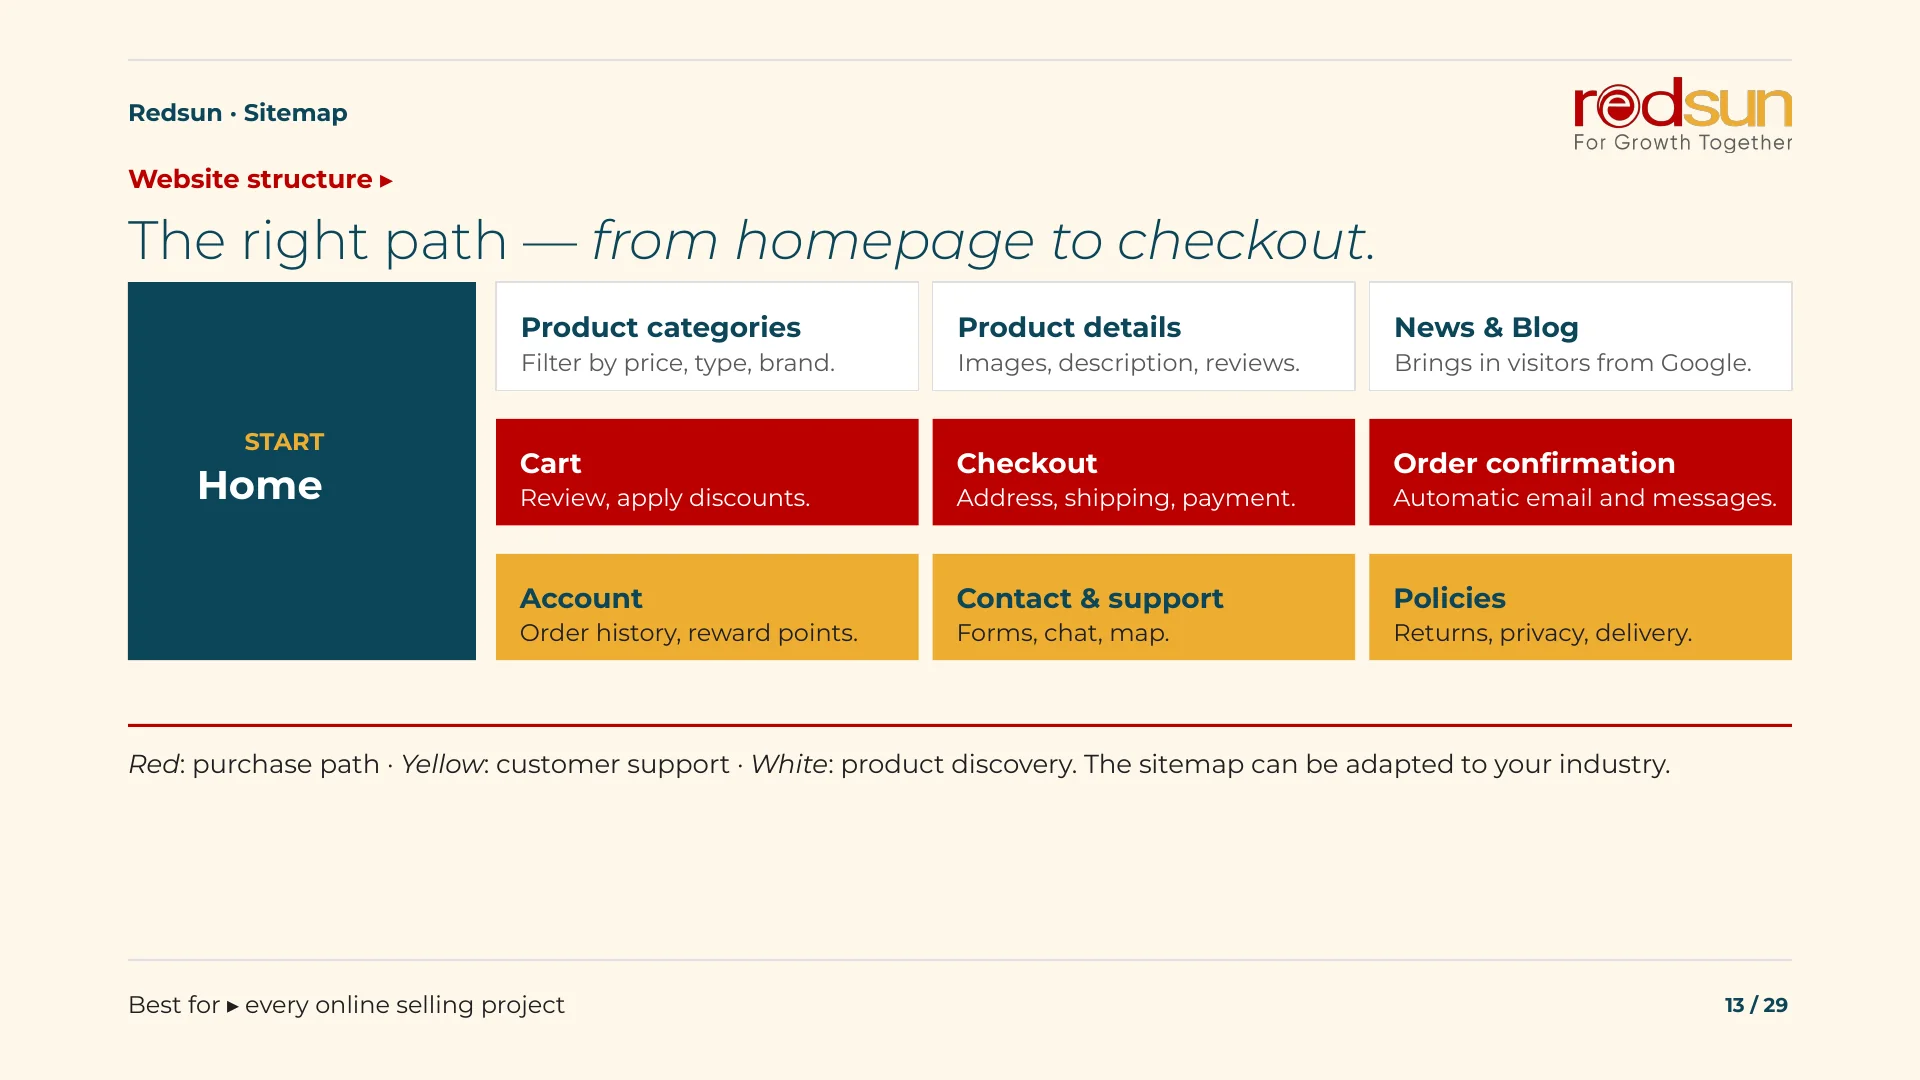 Redsun · Sitemap
redsun
For Growth Together
Website structure ▸
The right path — from homepage to checkout.
START
Home
Product categories
Filter by price, type, brand.
Product details
Images, description, reviews.
News & Blog
Brings in visitors from Google.
Cart
Review, apply discounts.
Checkout
Address, shipping, payment.
Order confirmation
Automatic email and messages.
Account
Order history, reward points.
Contact & support
Forms, chat, map.
Policies
Returns, privacy, delivery.
Red: purchase path · Yellow: customer support · White: product discovery. The sitemap can be adapted to your industry.
Best for ▸ every online selling project
13 / 29